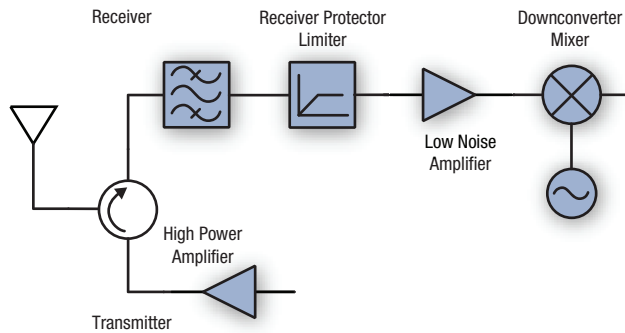 Receiver
Receiver Protector
Limiter
Downconverter
Mixer
Low Noise
Amplifier
High Power
Amplifier
Transmitter